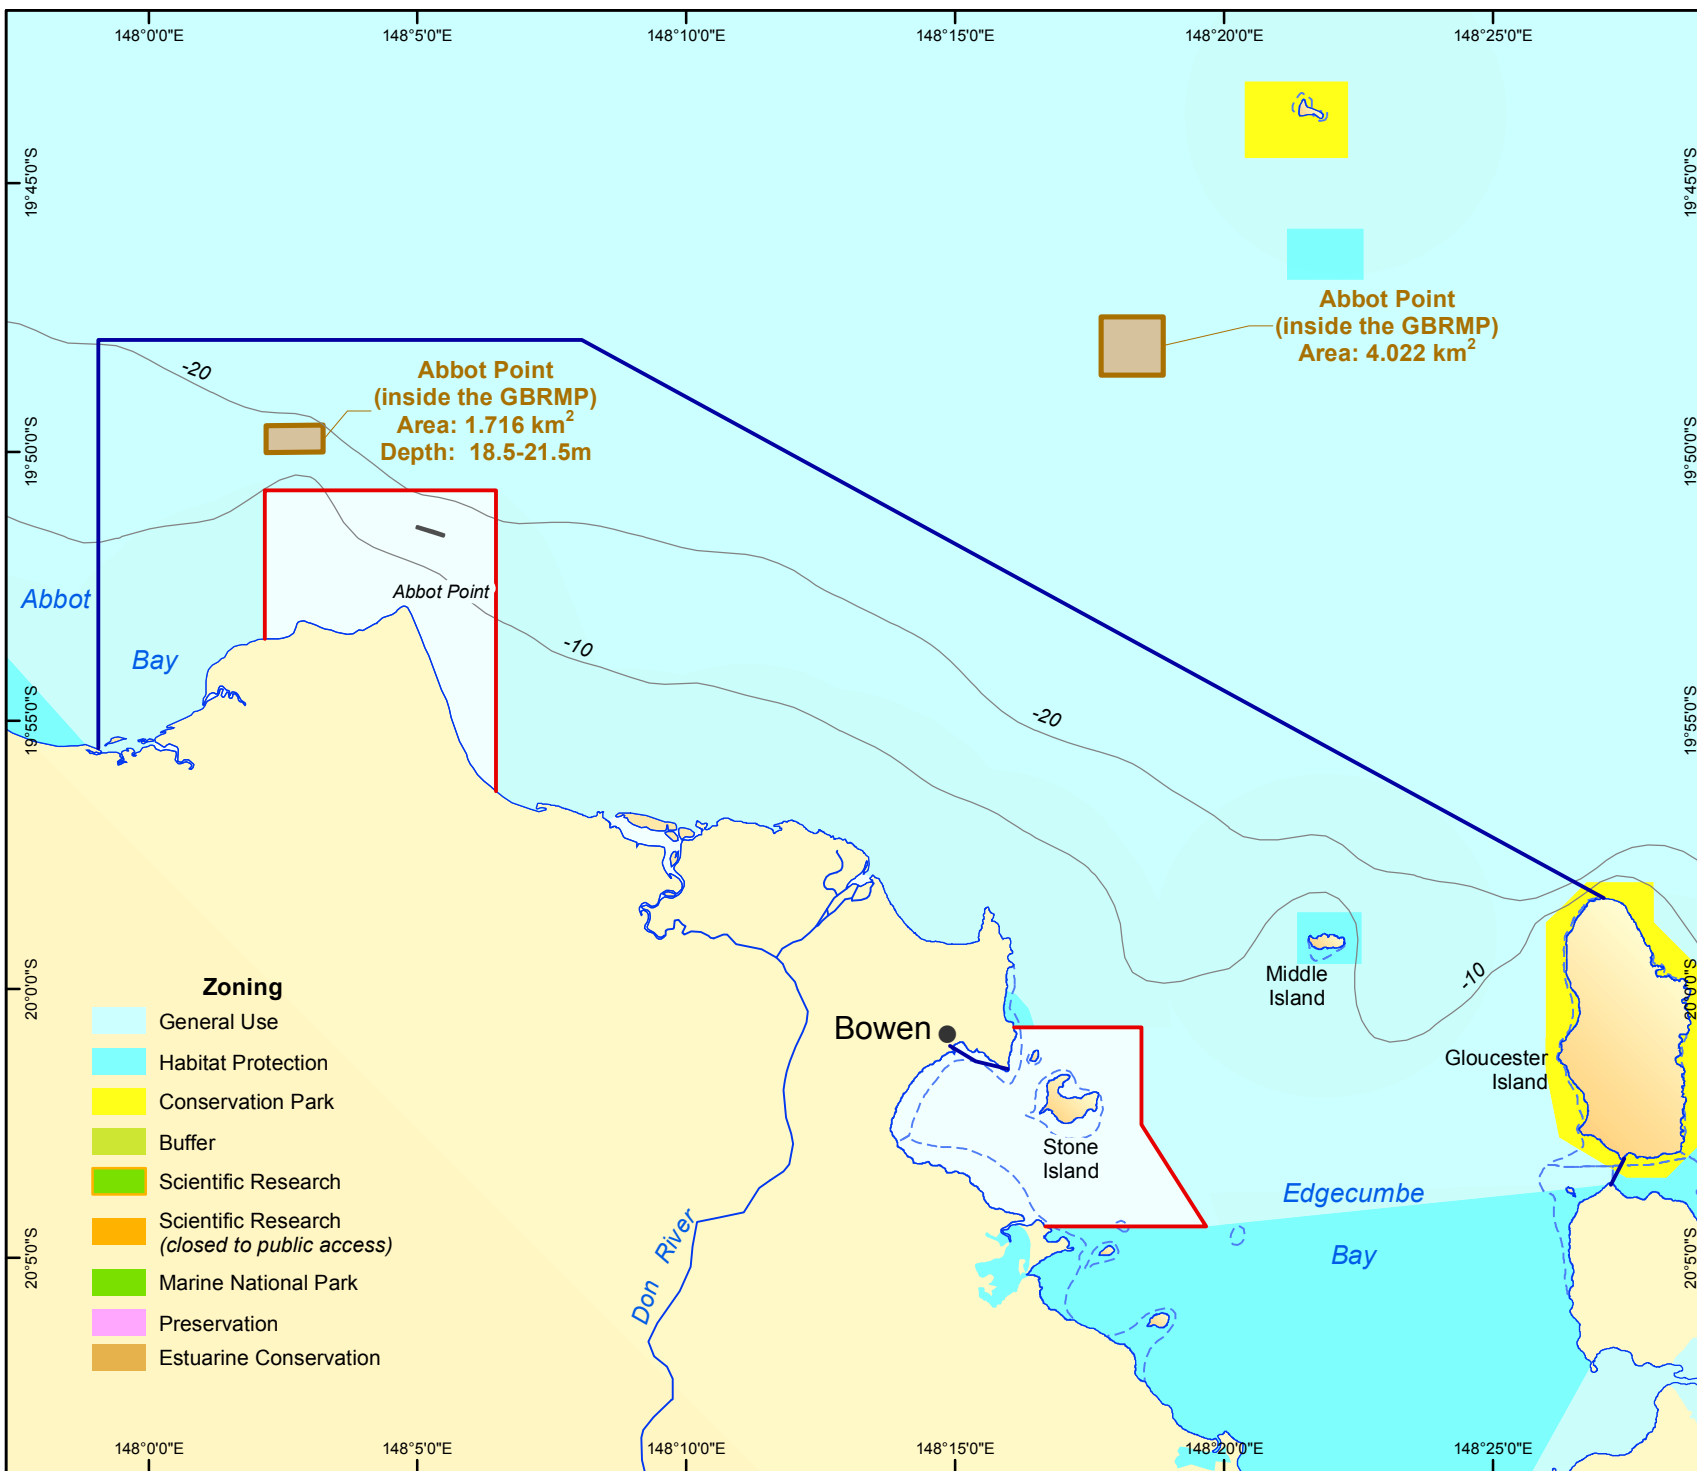 148°0'0"E
148°5'0"E
148°10'0"E
148°15'0"E
148°20'0"E
148°25'0"E
19°45'0"S
19°45'0"S
Abbot Point
(inside the GBRMP)
Area: 4.022 km²
-20
Abbot Point
(inside the GBRMP)
Area: 1.716 km²
Depth: 18.5-21.5m
19°50'0"S
19°50'0"S
Abbot Point
Abbot
Bay
-10
-20
19°55'0"S
19°55'0"S
Middle
Island
-10
20°0'0"S
20°0'0"S
Bowen
Gloucester
Island
Stone
Island
Edgecumbe
Bay
Don River
20°5'0"S
20°5'0"S
Zoning
General Use
Habitat Protection
Conservation Park
Buffer
Scientific Research
Scientific Research
(closed to public access)
Marine National Park
Preservation
Estuarine Conservation
148°0'0"E
148°5'0"E
148°10'0"E
148°15'0"E
148°20'0"E
148°25'0"E